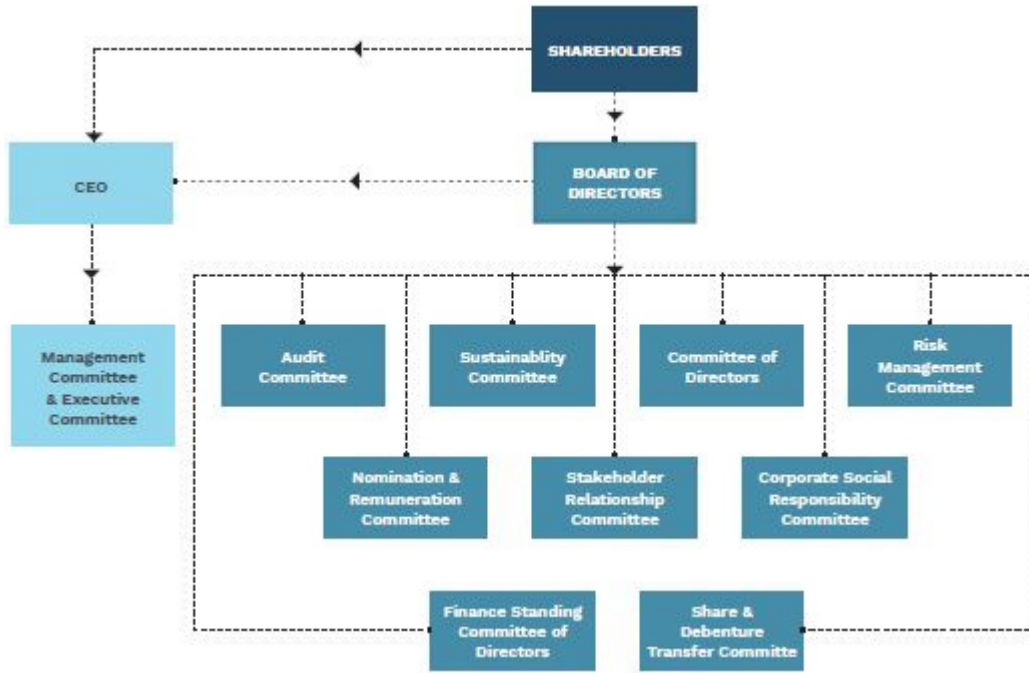 SHAREHOLDERS
CEO
BOARD OF
DIRECTORS
Management
Committee
& Executive
Committee
Audit
Committee
Sustainablity
Committee
Committee of
Directors
Risk
Management
Committee
Nomination &
Remuneration
Committee
Stakeholder
Relationship
Committee
Corporate Social
Responsibility
Committee
Finance Standing
Committee of
Directors
Share &
Debenture
Transfer Committe